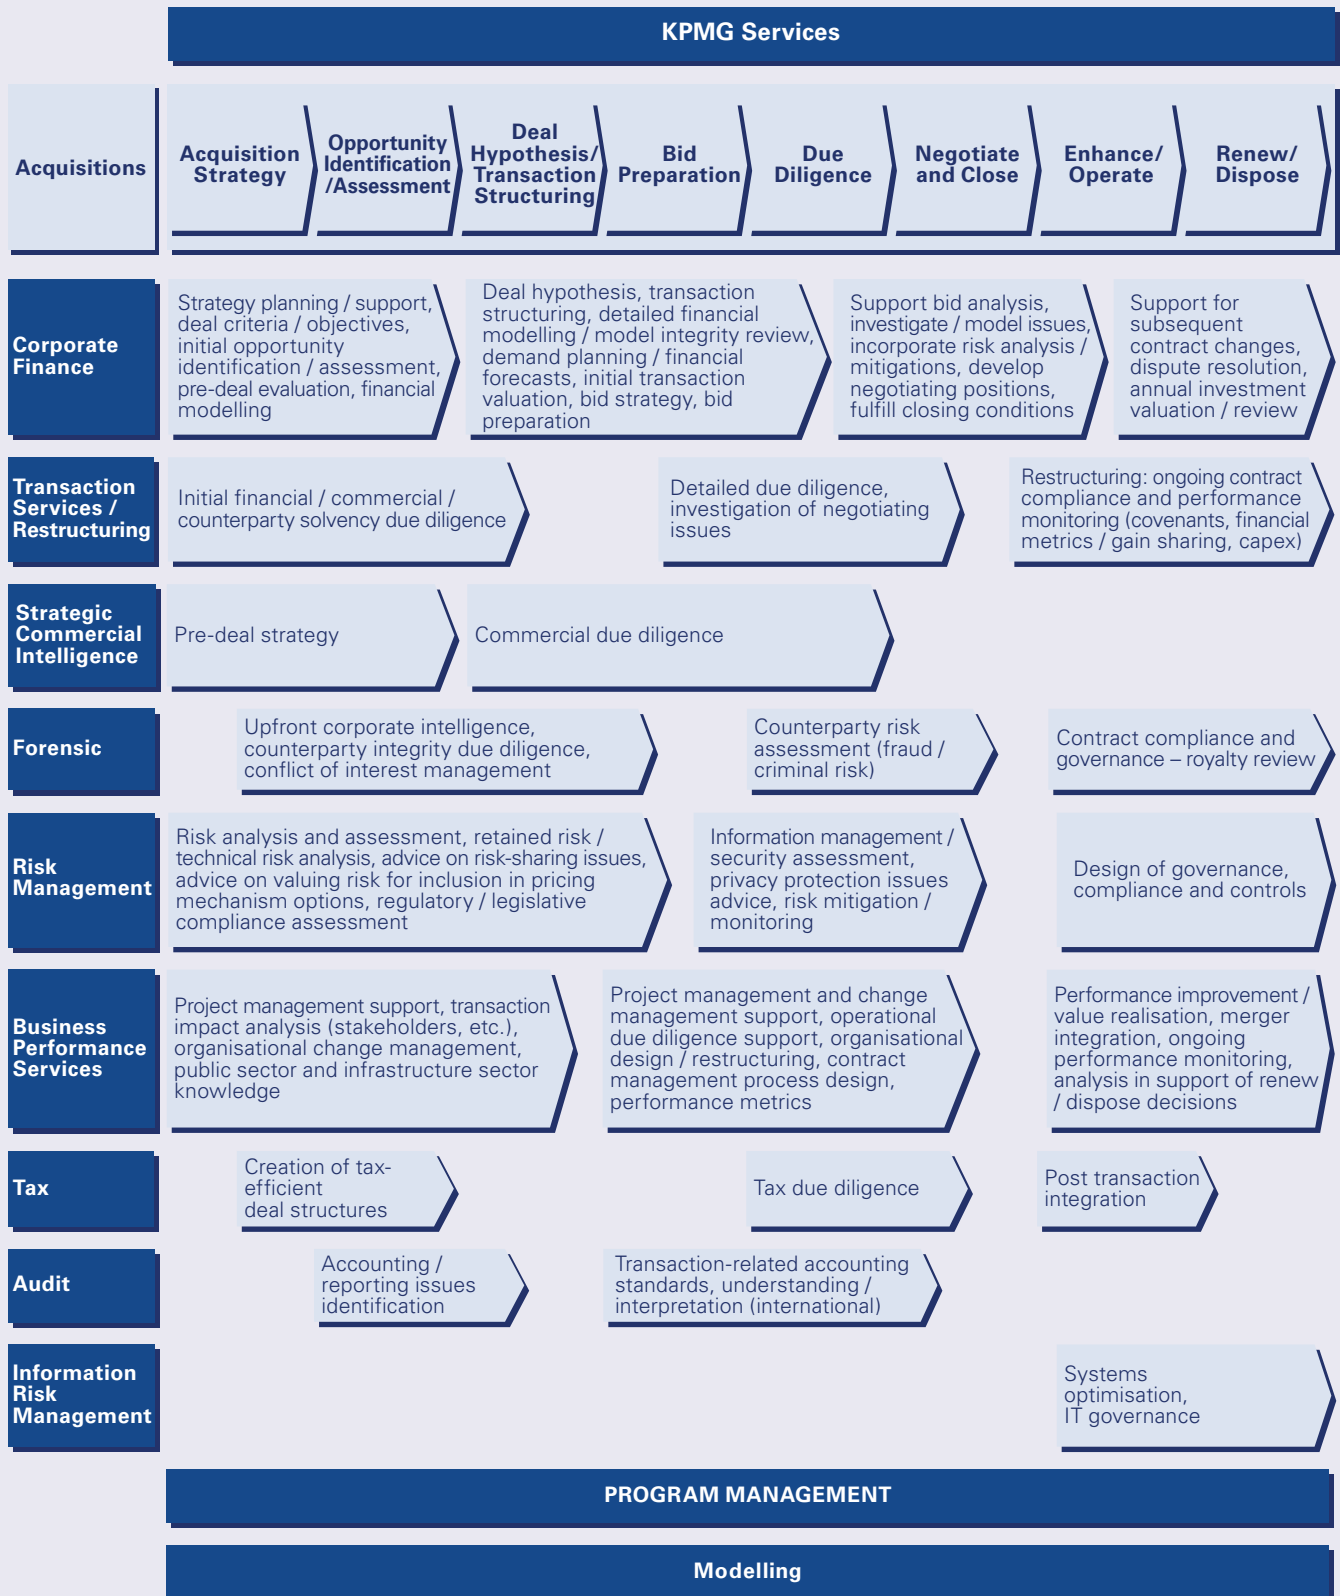 KPMG Services
Acquisitions
Acquisition
Strategy
Opportunity
Identification
/Assessment
Deal
Hypothesis/
Transaction
Structuring
Bid
Preparation
Due
Diligence
Negotiate
and Close
Enhance/
Operate
Renew/
Dispose
Corporate
Finance
Strategy planning / support,
deal criteria / objectives,
initial opportunity
identification / assessment,
pre-deal evaluation, financial
modelling
Deal hypothesis, transaction
structuring, detailed financial
modelling / model integrity review,
demand planning / financial
forecasts, initial transaction
valuation, bid strategy, bid
preparation
Support bid analysis,
investigate / model issues,
incorporate risk analysis /
mitigations, develop
negotiating positions,
fulfill closing conditions
Support for
subsequent
contract changes,
dispute resolution,
annual investment
valuation / review
Transaction
Services /
Restructuring
Initial financial / commercial /
counterparty solvency due diligence
Detailed due diligence,
investigation of negotiating
issues
Restructuring: ongoing contract
compliance and performance
monitoring (covenants, financial
metrics / gain sharing, capex)
Strategic
Commercial
Intelligence
Pre-deal strategy
Commercial due diligence
Forensic
Upfront corporate intelligence,
counterparty integrity due diligence,
conflict of interest management
Counterparty risk
assessment (fraud /
criminal risk)
Contract compliance and
governance – royalty review
Risk
Management
Risk analysis and assessment, retained risk /
technical risk analysis, advice on risk-sharing issues,
advice on valuing risk for inclusion in pricing
mechanism options, regulatory / legislative
compliance assessment
Information management /
security assessment,
privacy protection issues
advice, risk mitigation /
monitoring
Design of governance,
compliance and controls
Business
Performance
Services
Project management support, transaction
impact analysis (stakeholders, etc.),
organisational change management,
public sector and infrastructure sector
knowledge
Project management and change
management support, operational
due diligence support, organisational
design / restructuring, contract
management process design,
performance metrics
Performance improvement /
value realisation, merger
integration, ongoing
performance monitoring,
analysis in support of renew
/ dispose decisions
Tax
Creation of tax-
efficient
deal structures
Tax due diligence
Post transaction
integration
Audit
Accounting /
reporting issues
identification
Transaction-related accounting
standards, understanding /
interpretation (international)
Information
Risk
Management
Systems
optimisation,
IT governance
PROGRAM MANAGEMENT
Modelling